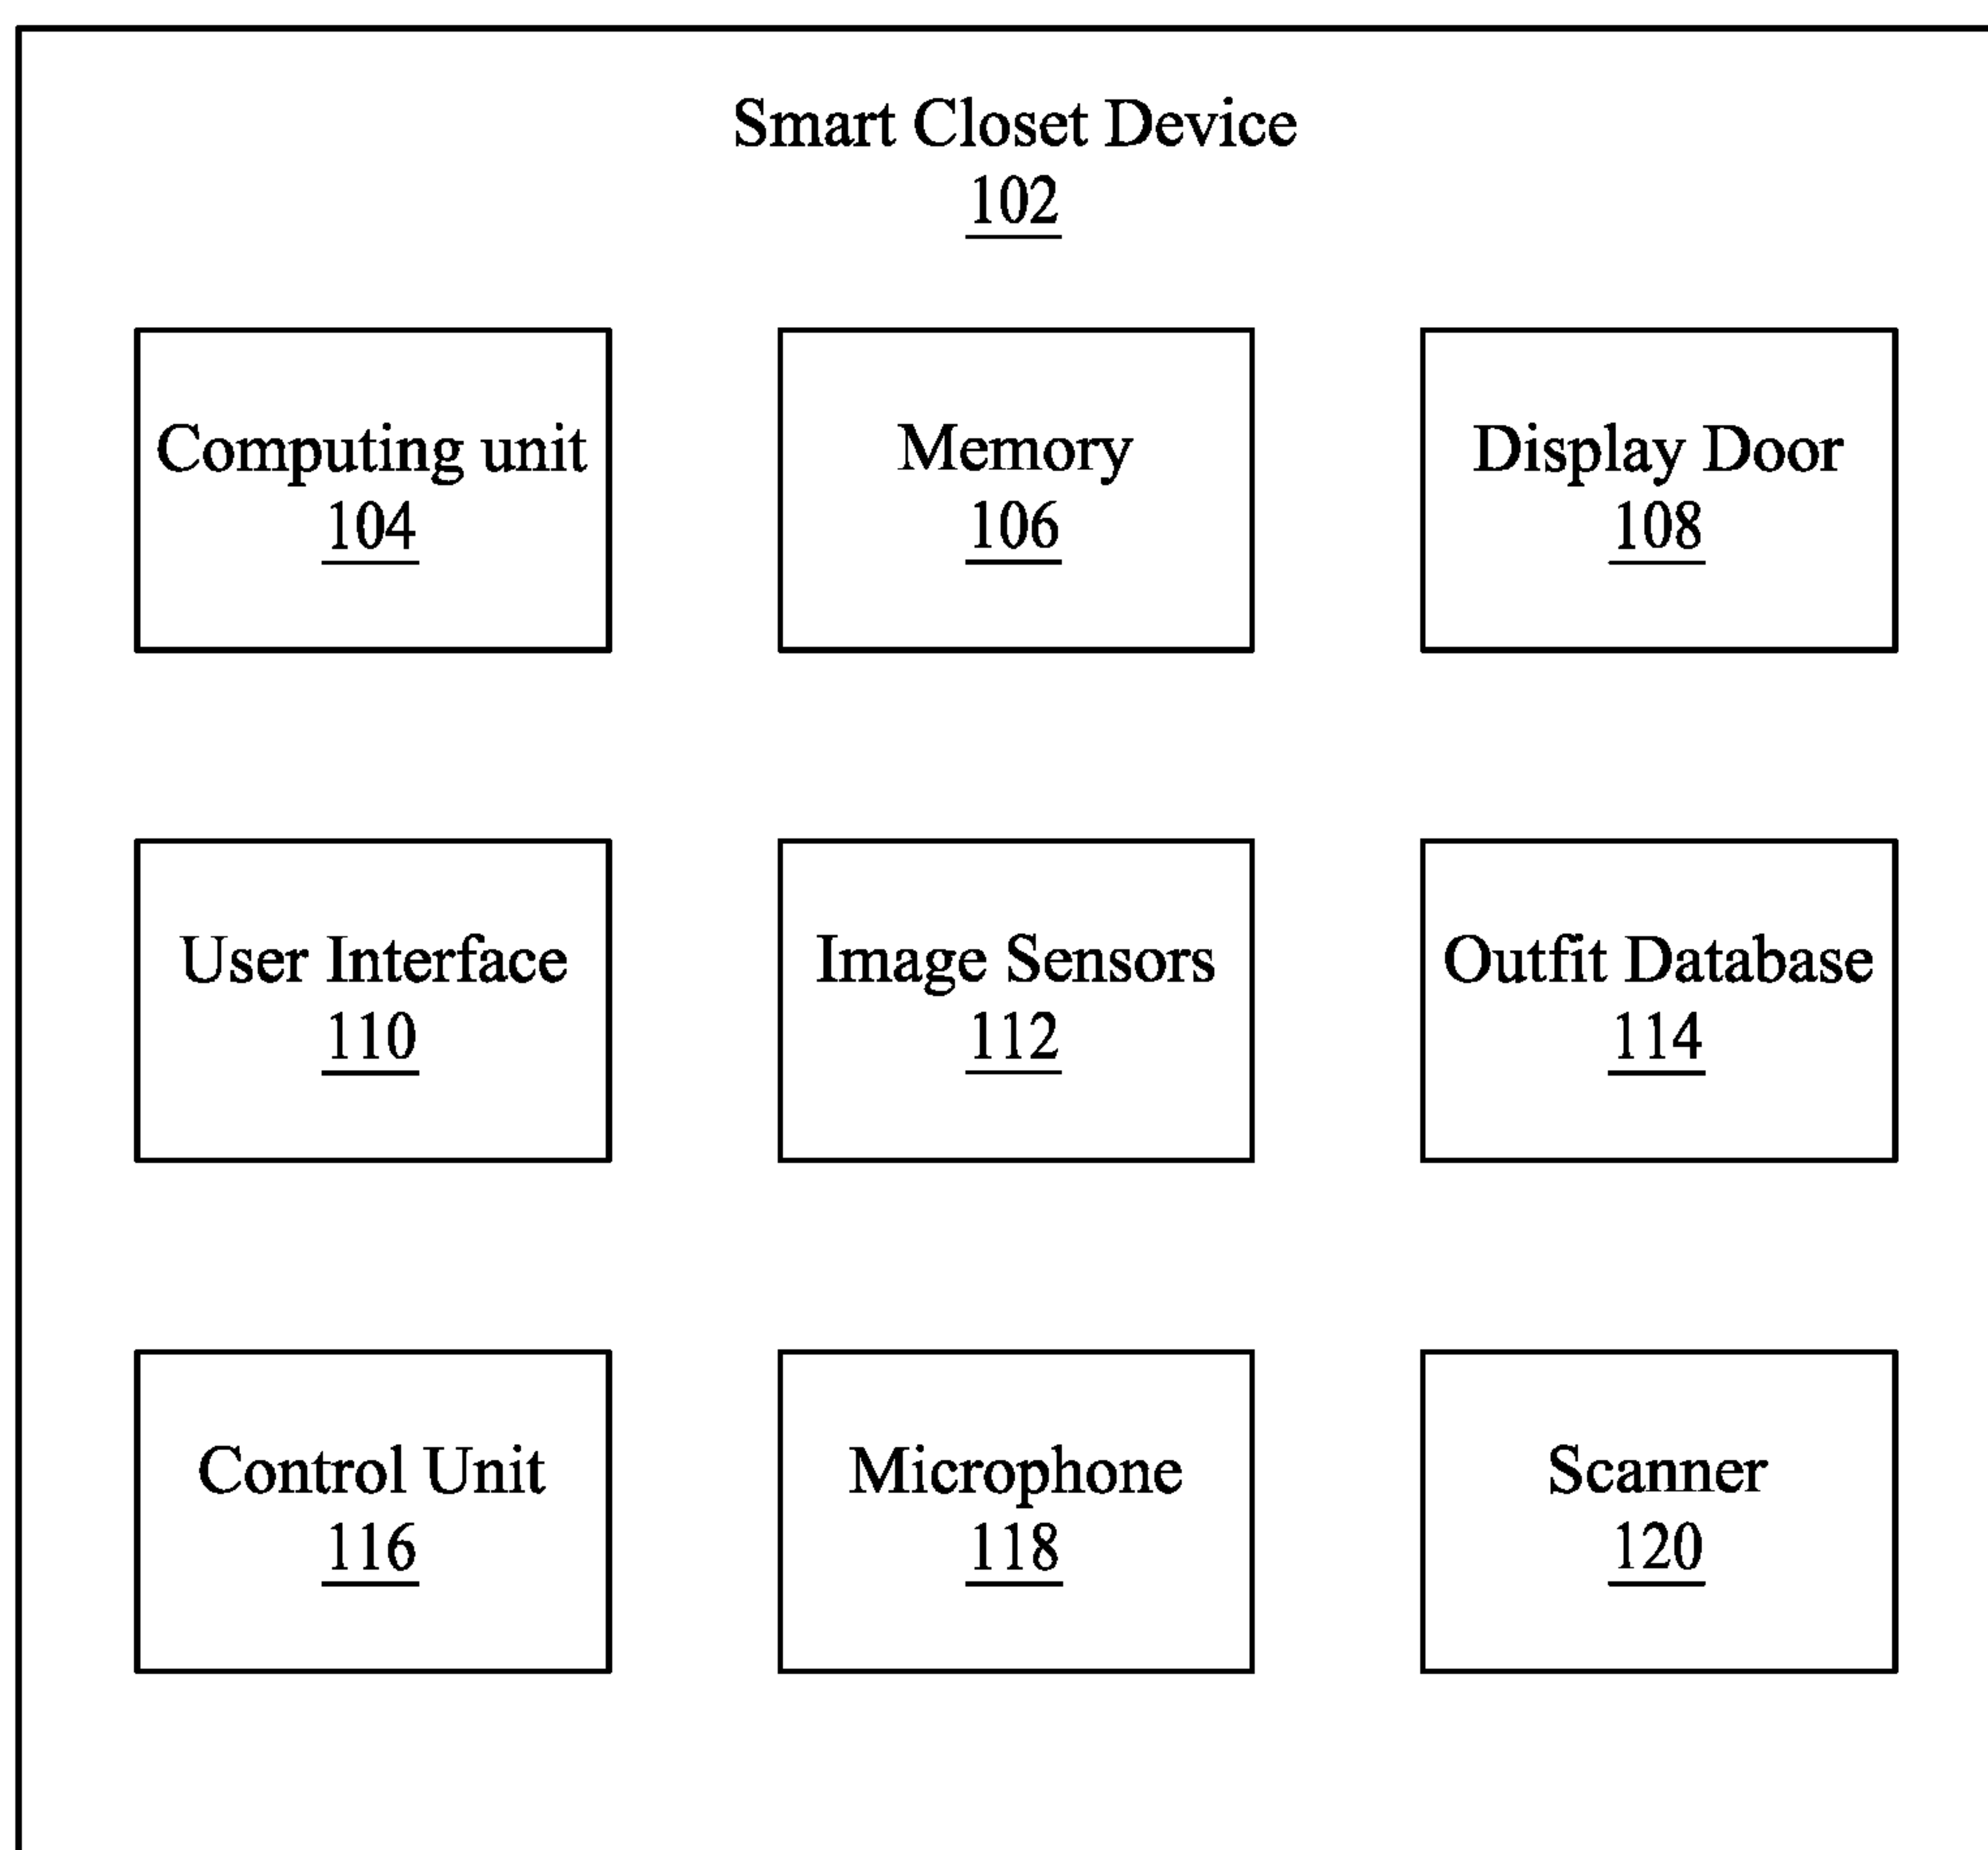 Smart Closet Device
102
Computing unit
104
Memory
106
Display Door
108
User Interface
110
Image Sensors
112
Outfit Database
114
Control Unit
116
Microphone
118
Scanner
120